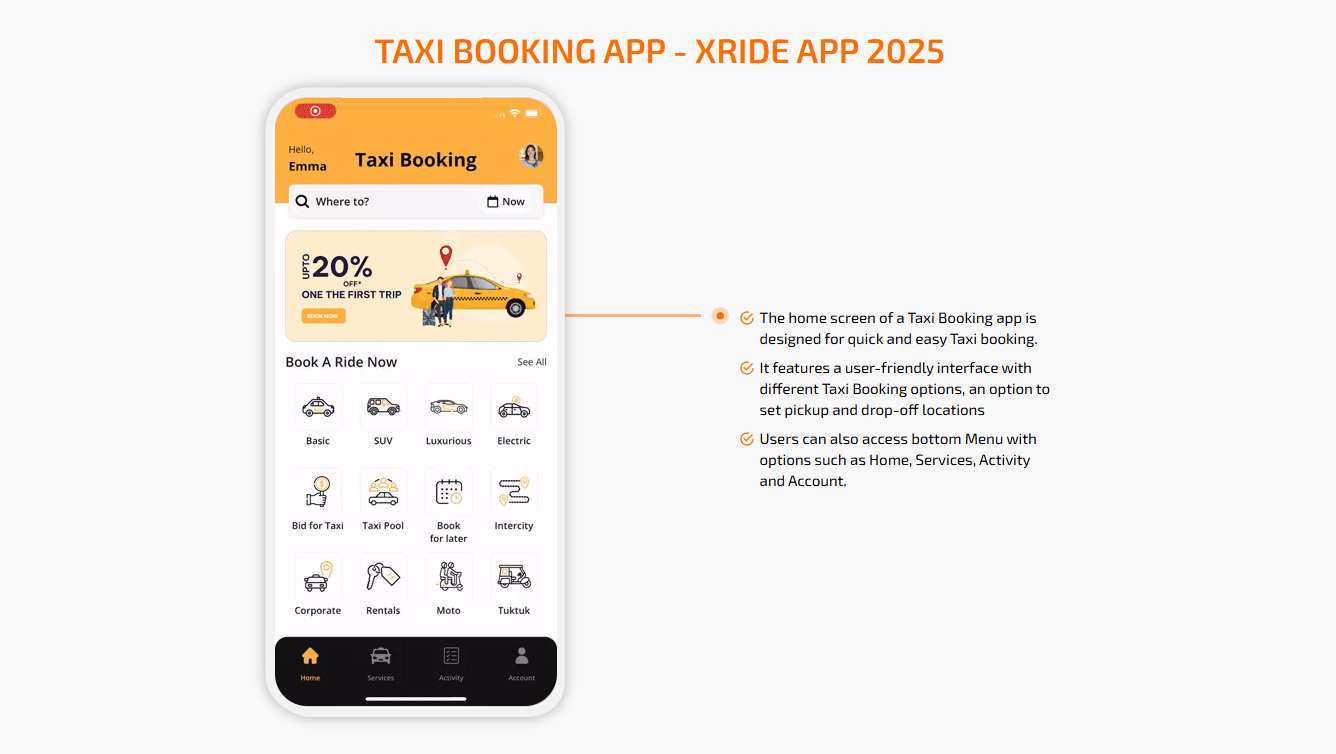 TAXI BOOKING APP - XRIDE APP 2025
Hello,
Emma
Taxi Booking
Where to?
Now
UPTO
20%
OFF*
ONE THE FIRST TRIP
BOOK NOW
Book A Ride Now
See All
Basic
SUV
Luxurious
Electric
Bid for Taxi
Taxi Pool
Book
for later
Intercity
Corporate
Rentals
Moto
Tuktuk
Home
Services
Activity
Account
The home screen of a Taxi Booking app is
designed for quick and easy Taxi booking.
It features a user-friendly interface with
different Taxi Booking options, an option to
set pickup and drop-off locations
Users can also access bottom Menu with
options such as Home, Services, Activity
and Account.